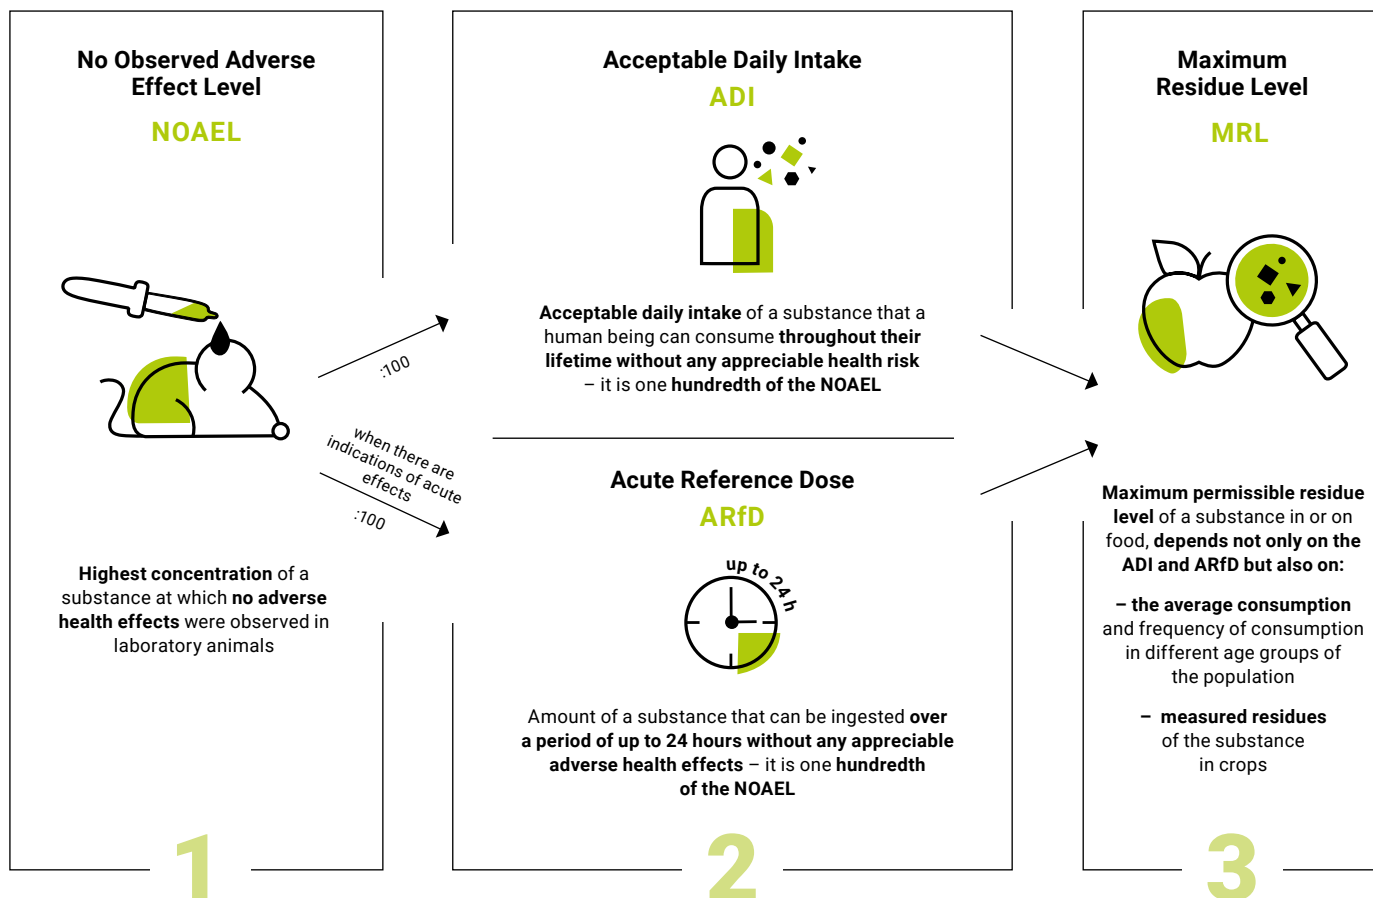 No Observed Adverse
Effect Level
NOAEL
Highest concentration of a
substance at which no adverse
health effects were observed in
laboratory animals
1
:100
when there are
indications of acute
effects
:100
Acceptable Daily Intake
ADI
Acceptable daily intake of a substance that a
human being can consume throughout their
lifetime without any appreciable health risk
– it is one hundredth of the NOAEL
Acute Reference Dose
ARfD
up to 24 h
Amount of a substance that can be ingested over
a period of up to 24 hours without any appreciable
adverse health effects – it is one hundredth
of the NOAEL
2
Maximum
Residue Level
MRL
Maximum permissible residue
level of a substance in or on
food, depends not only on the
ADI and ARfD but also on:
– the average consumption
and frequency of consumption
in different age groups of
the population
– measured residues
of the substance
in crops
3